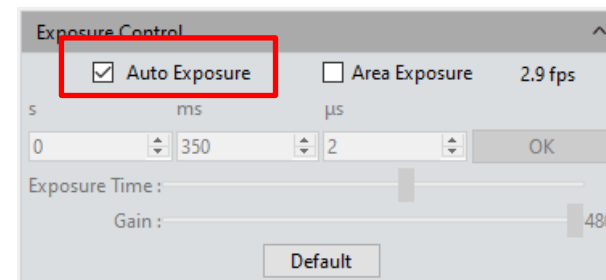 Exposure Control
Auto Exposure Area Exposure 2.9 fps
s ms µs
0 350 2 OK
Exposure Time :
Gain : 480
Default